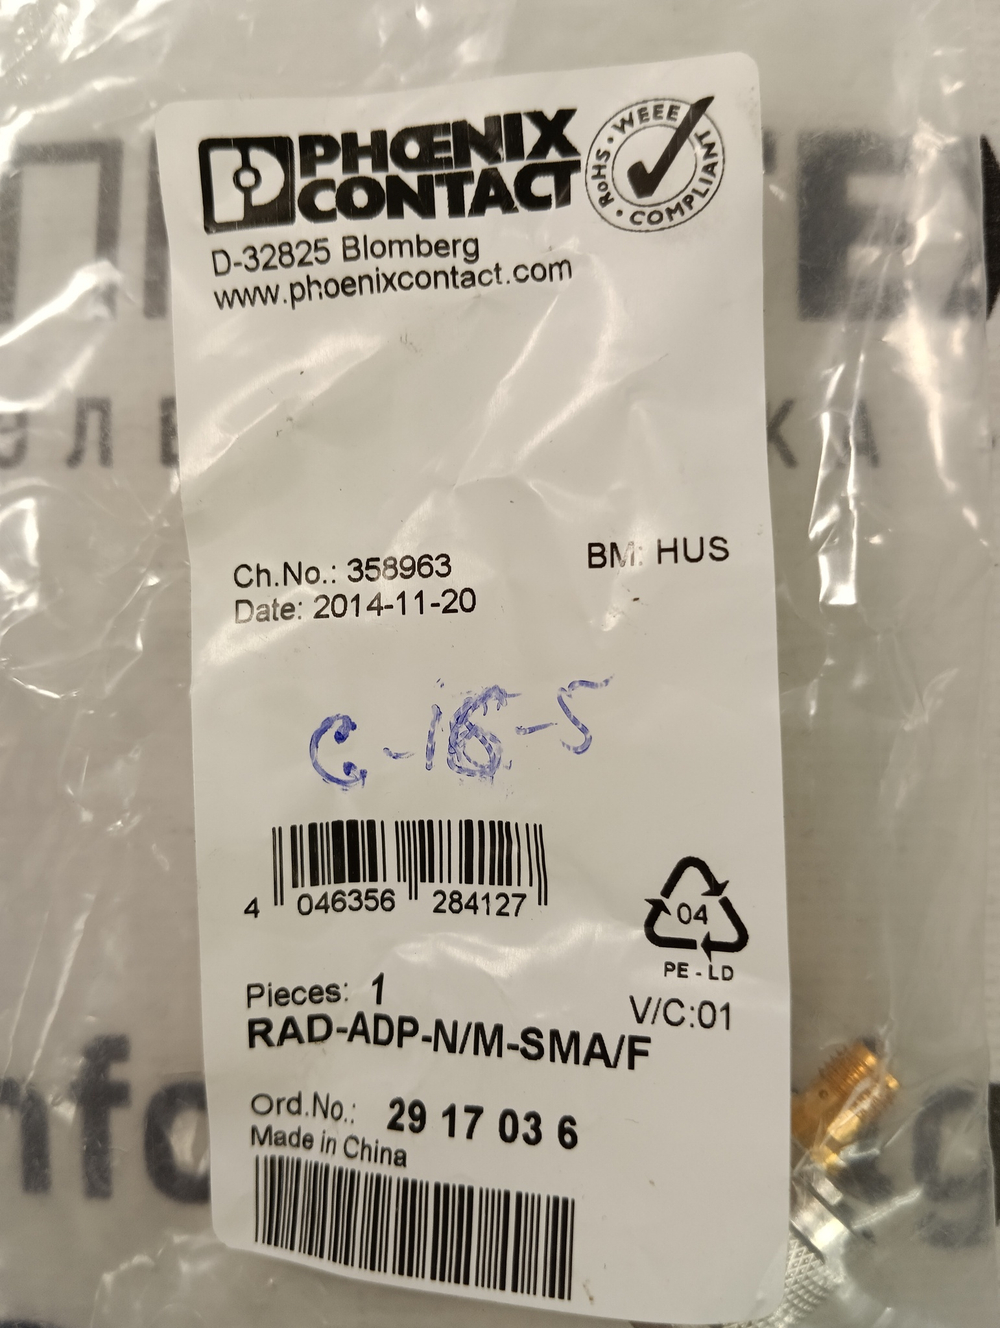 PHOENIX
CONTACT
WEEE • COMPLIANT • RoHS •
D-32825 Blomberg
www.phoenixcontact.com
Ch.No.: 358963
BM: HUS
Date: 2014-11-20
C-16-5
4 046356 284127
04
PE-LD
Pieces: 1
V/C:01
RAD-ADP-N/M-SMA/F
Ord.No.: 29 17 03 6
Made in China